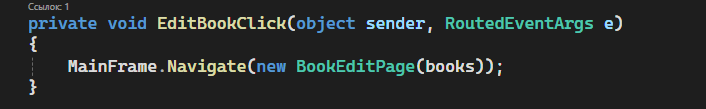 Ссылок: 1
private void EditBookClick(object sender, RoutedEventArgs e)
{
    MainFrame.Navigate(new BookEditPage(books));
}